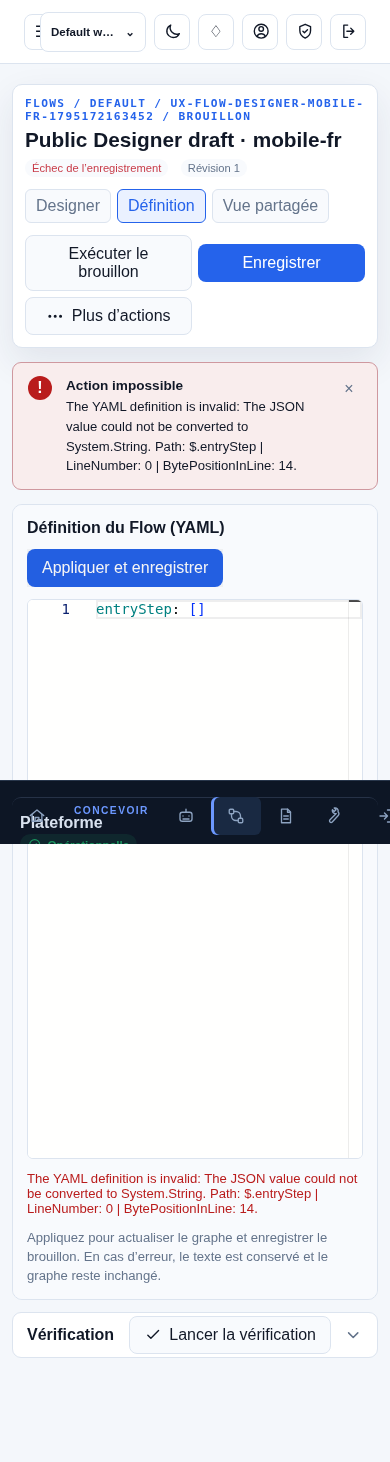 Default w...
FLOWS / DEFAULT / UX-FLOW-DESIGNER-MOBILE-
FR-1795172163452 / BROUILLON
Public Designer draft · mobile-fr
Échec de l'enregistrement
Révision 1
Designer
Définition
Vue partagée
Exécuter le
brouillon
Enregistrer
Plus d'actions
Action impossible
The YAML definition is invalid: The JSON
value could not be converted to
System.String. Path: $.entryStep |
LineNumber: 0 | BytePositionInLine: 14.
Définition du Flow (YAML)
Appliquer et enregistrer
1 entryStep: []
CONCEVOIR
Plateforme
Opérationnelle
The YAML definition is invalid: The JSON value could not
be converted to System.String. Path: $.entryStep |
LineNumber: 0 | BytePositionInLine: 14.
Appliquez pour actualiser le graphe et enregistrer le
brouillon. En cas d'erreur, le texte est conservé et le
graphe reste inchangé.
Vérification
Lancer la vérification